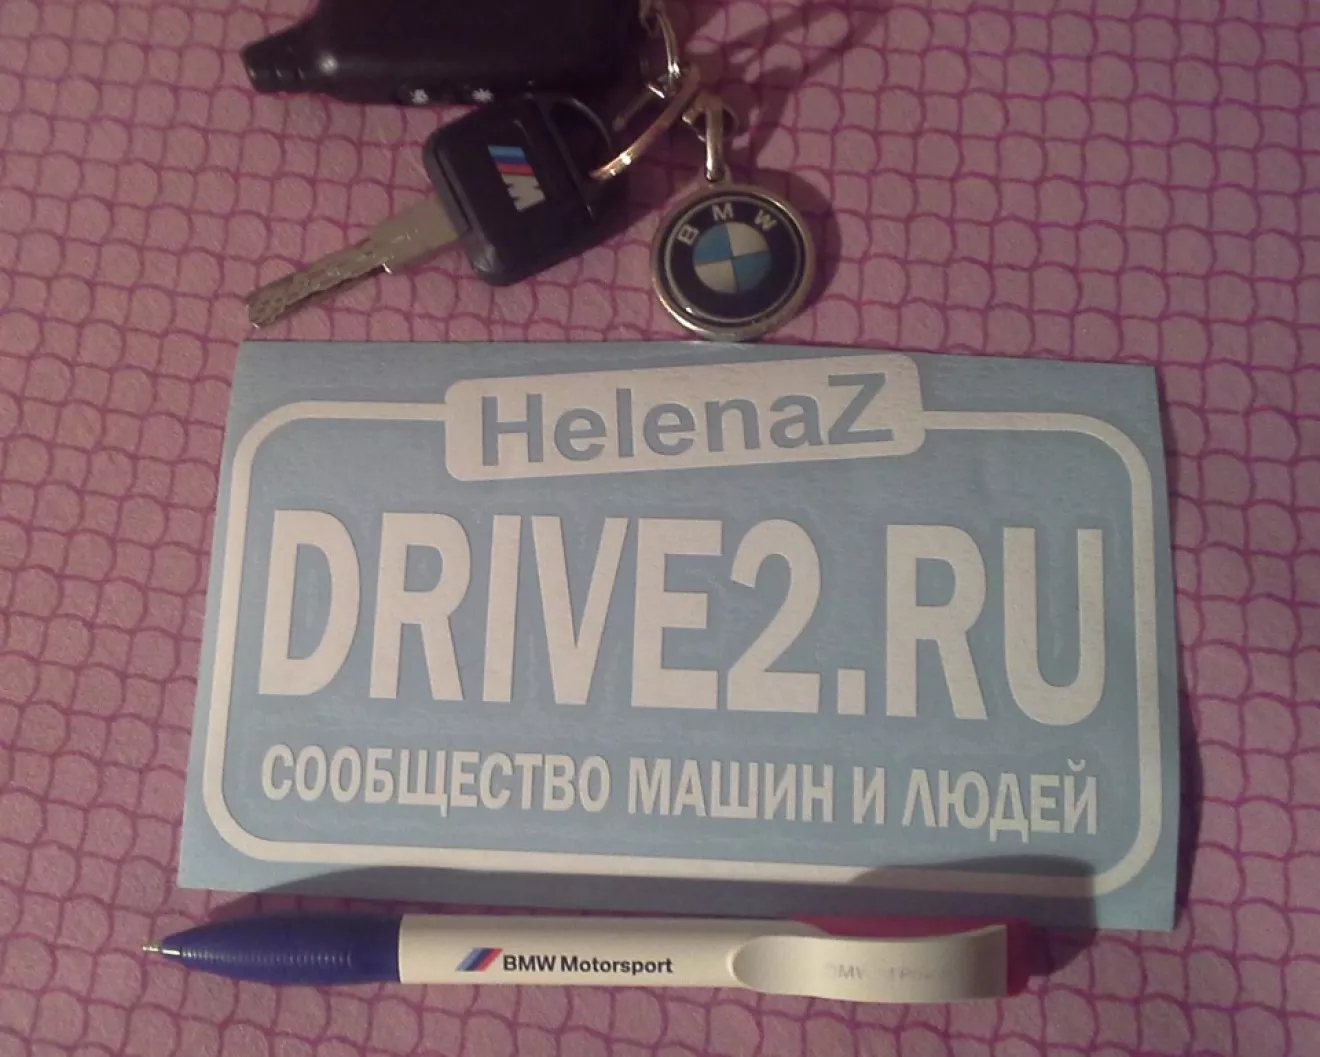 M
BMW
HelenaZ
DRIVE2.RU
СООБЩЕСТВО МАШИН И ЛЮДЕЙ
BMW Motorsport